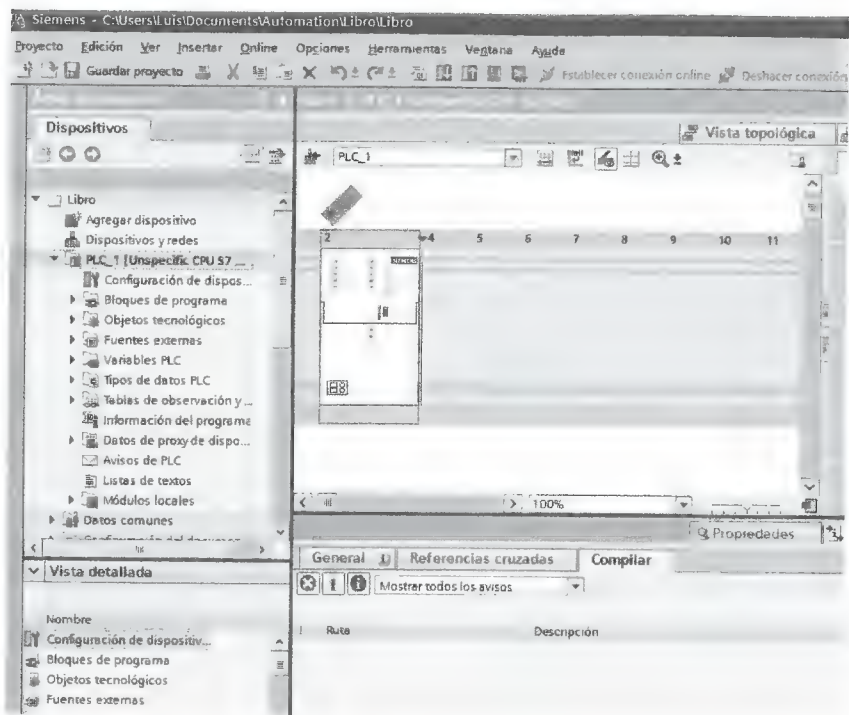 Siemens - C:\Users\Luis\Documents\Automation\Libro\Libro
Proyecto Edición Ver Insertar Online Opciones Herramientas Ventana Ayuda
Guardar proyecto Establecer conexión online Deshacer conexión
Dispositivos
Vista topológica
PLC_1
Libro
Agregar dispositivo
Dispositivos y redes
PLC_1 [Unspecific CPU S7 ...
Configuración de dispos...
Bloques de programa
Objetos tecnológicos
Fuentes externas
Variables PLC
Tipos de datos PLC
Tablas de observación y ...
Información del programa
Datos de proxy de dispo...
Avisos de PLC
Listas de textos
Módulos locales
Datos comunes
2 4 5 6 7 8 9 10 11
SIEMENS
100%
Propiedades
General Referencias cruzadas Compilar
Mostrar todos los avisos
! Ruta Descripción
Vista detallada
Nombre
Configuración de dispositiv...
Bloques de programa
Objetos tecnológicos
Fuentes externas